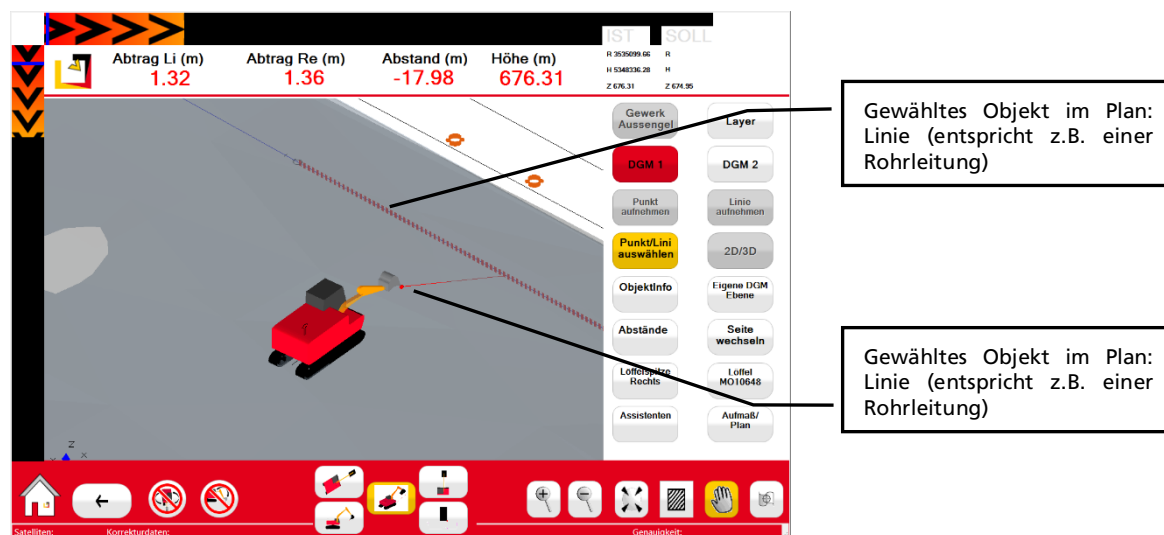 IST SOLL
Abtrag Li (m) Abtrag Re (m) Abstand (m) Höhe (m)
1.32 1.36 -17.98 676.31
R 3535099.66 R
H 5348336.28 H
Z 676.31 Z 674.95
Gewerk
Aussengel
Layer
DGM 1
DGM 2
Punkt
aufnehmen
Linie
aufnehmen
Punkt/Lini
auswählen
2D/3D
ObjektInfo
Eigene DGM
Ebene
Abstände
Seite
wechseln
Löffelspitze
Rechts
Löffel
MO10648
Assistenten
Aufmaß/
Plan
Gewähltes Objekt im Plan:
Linie (entspricht z.B. einer
Rohrleitung)
Gewähltes Objekt im Plan:
Linie (entspricht z.B. einer
Rohrleitung)
z
x
x
Satelliten: Korrekturdaten: Genauigkeit: